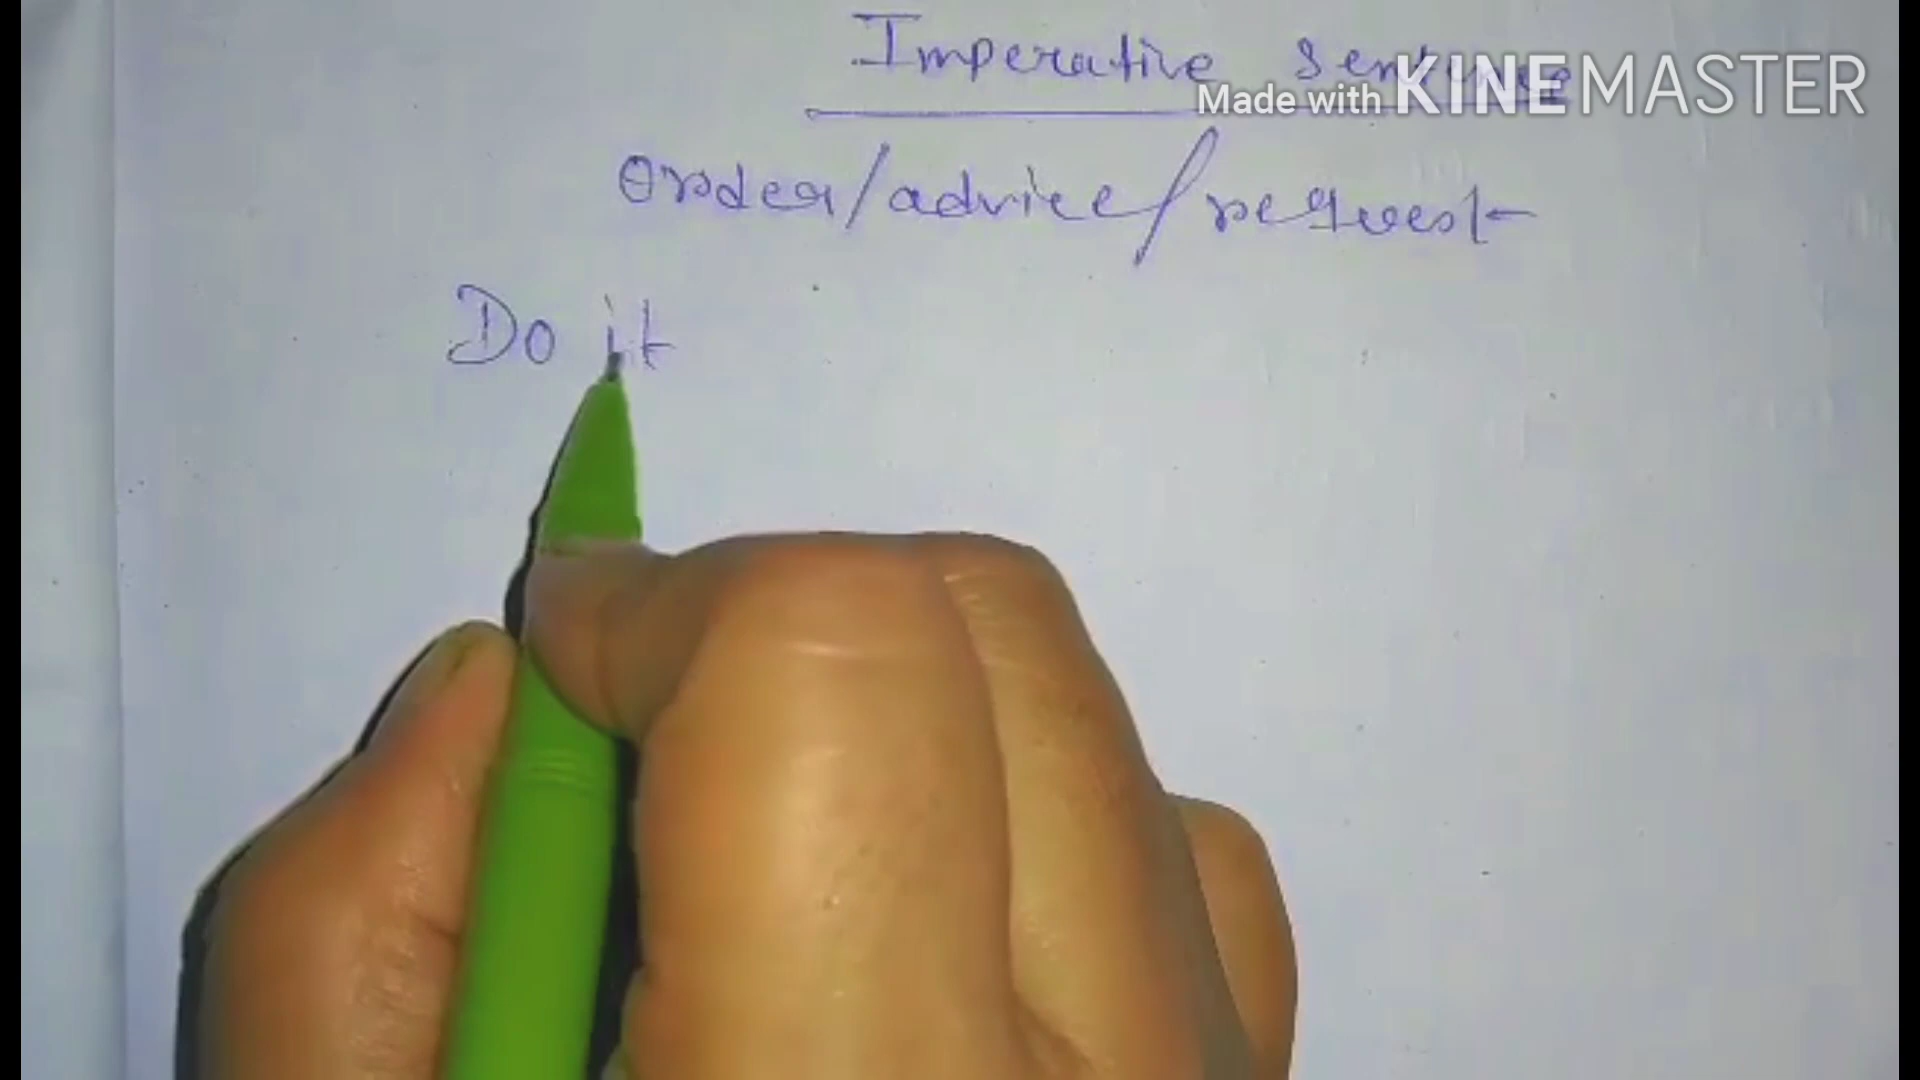 Imperative Sentence
Made with KINEMASTER
Order/advice/request
Do it